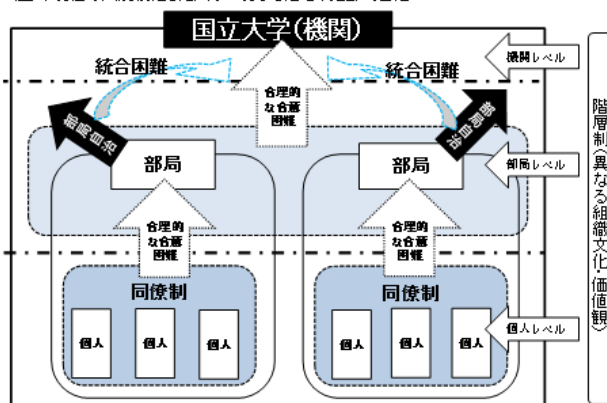 国立大学(機関)
機関レベル
統合困難
統合困難
合理的
な合意
困難
部局自治
部局自治
部局
部局
部局レベル
階層制(異なる組織文化・価値観)
合理的
な合意
困難
合理的
な合意
困難
同僚制
同僚制
個人
個人
個人
個人
個人
個人
個人レベル